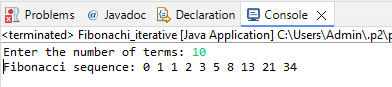 Problems @ Javadoc Declaration Console
<terminated> Fibonachi_iterative [Java Application] C:\Users\Admin\.p2\p
Enter the number of terms: 10
Fibonacci sequence: 0 1 1 2 3 5 8 13 21 34